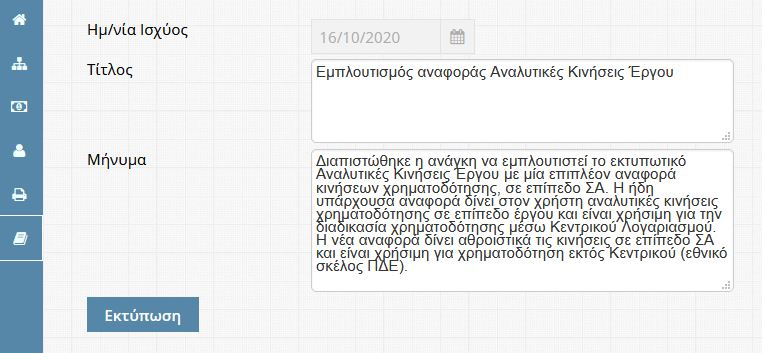 Ημ/νία Ισχύος
16/10/2020
Τίτλος
Εμπλουτισμός αναφοράς Αναλυτικές Κινήσεις Έργου
Μήνυμα
Διαπιστώθηκε η ανάγκη να εμπλουτιστεί το εκτυπωτικό
Αναλυτικές Κινήσεις Έργου με μία επιπλέον αναφορά
κινήσεων χρηματοδότησης, σε επίπεδο ΣΑ. Η ήδη
υπάρχουσα αναφορά δίνει στον χρήστη αναλυτικές κινήσεις
χρηματοδότησης σε επίπεδο έργου και είναι χρήσιμη για την
διαδικασία χρηματοδότησης μέσω Κεντρικού Λογαριασμού.
Η νέα αναφορά δίνει αθροιστικά τις κινήσεις σε επίπεδο ΣΑ
και είναι χρήσιμη για χρηματοδότηση εκτός Κεντρικού (εθνικό
σκέλος ΠΔΕ).
Εκτύπωση